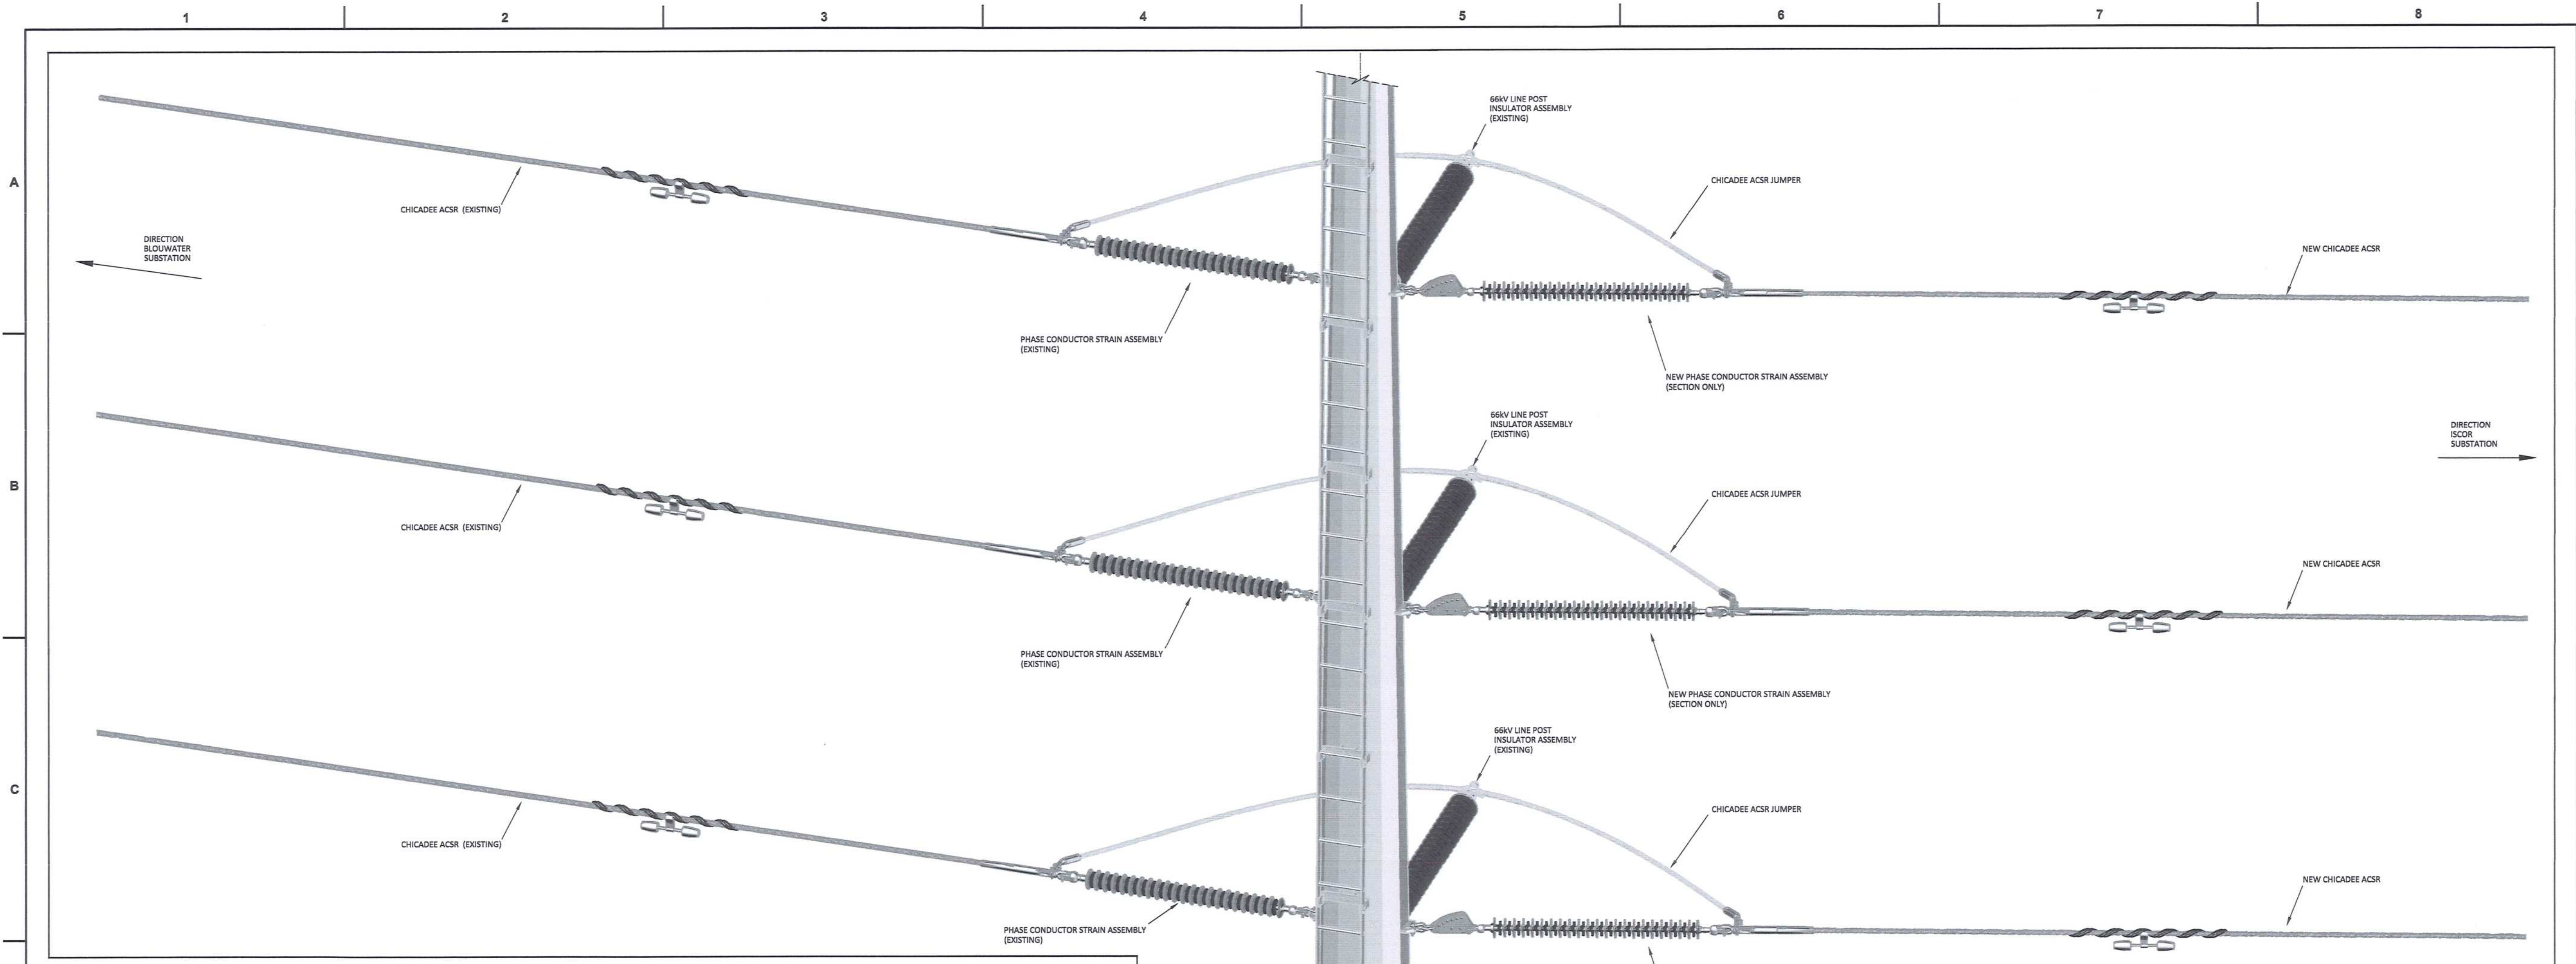 1 2 3 4 5 6 7 8
A
66kV LINE POST
INSULATOR ASSEMBLY
(EXISTING)
CHICADEE ACSR JUMPER
CHICADEE ACSR (EXISTING)
DIRECTION
BLOUWATER
SUBSTATION
NEW CHICADEE ACSR
PHASE CONDUCTOR STRAIN ASSEMBLY
(EXISTING)
NEW PHASE CONDUCTOR STRAIN ASSEMBLY
(SECTION ONLY)
66kV LINE POST
INSULATOR ASSEMBLY
(EXISTING)
DIRECTION
ISCOR
SUBSTATION
B
CHICADEE ACSR JUMPER
CHICADEE ACSR (EXISTING)
NEW CHICADEE ACSR
PHASE CONDUCTOR STRAIN ASSEMBLY
(EXISTING)
NEW PHASE CONDUCTOR STRAIN ASSEMBLY
(SECTION ONLY)
66kV LINE POST
INSULATOR ASSEMBLY
(EXISTING)
C
CHICADEE ACSR JUMPER
CHICADEE ACSR (EXISTING)
NEW CHICADEE ACSR
PHASE CONDUCTOR STRAIN ASSEMBLY
(EXISTING)